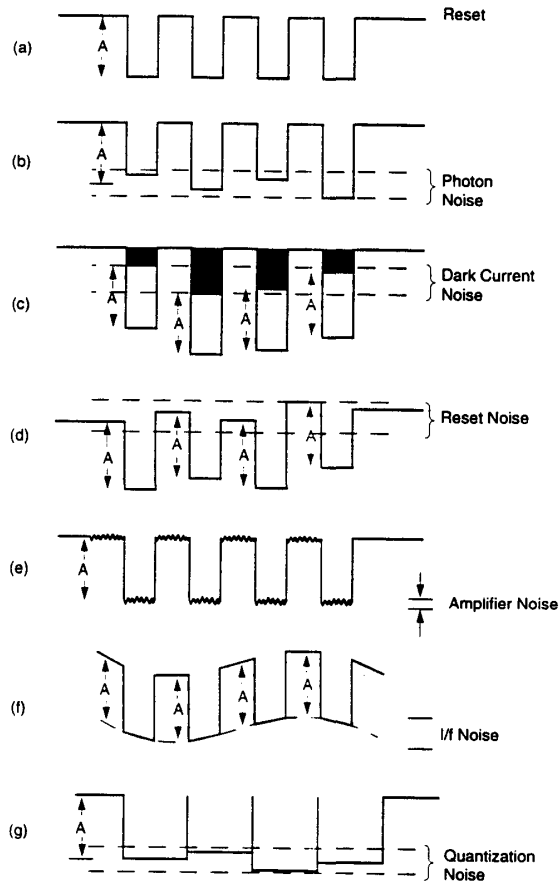 Reset
(a) A
(b) A
Photon
Noise
(c) A A A A
Dark Current
Noise
(d) A A A A
Reset Noise
(e) A
Amplifier Noise
(f) A A A A
I/f Noise
(g) A
Quantization
Noise